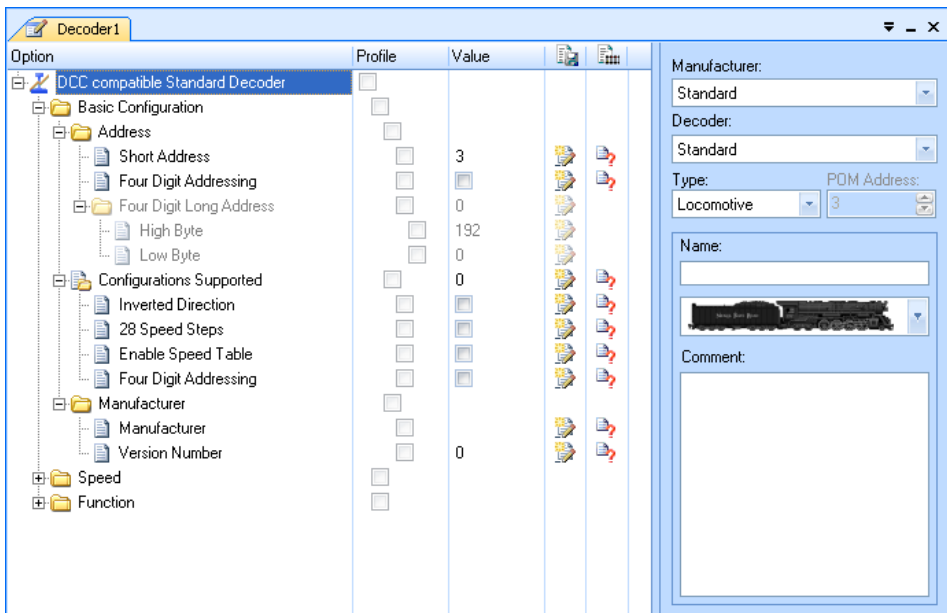 Decoder1
Option Profile Value
DCC compatible Standard Decoder
Basic Configuration
Address
Short Address 3
Four Digit Addressing
Four Digit Long Address 0
High Byte 192
Low Byte 0
Configurations Supported 0
Inverted Direction
28 Speed Steps
Enable Speed Table
Four Digit Addressing
Manufacturer
Manufacturer
Version Number 0
Speed
Function
Manufacturer:
Standard
Decoder:
Standard
Type: POM Address:
Locomotive 3
Name:
Comment: